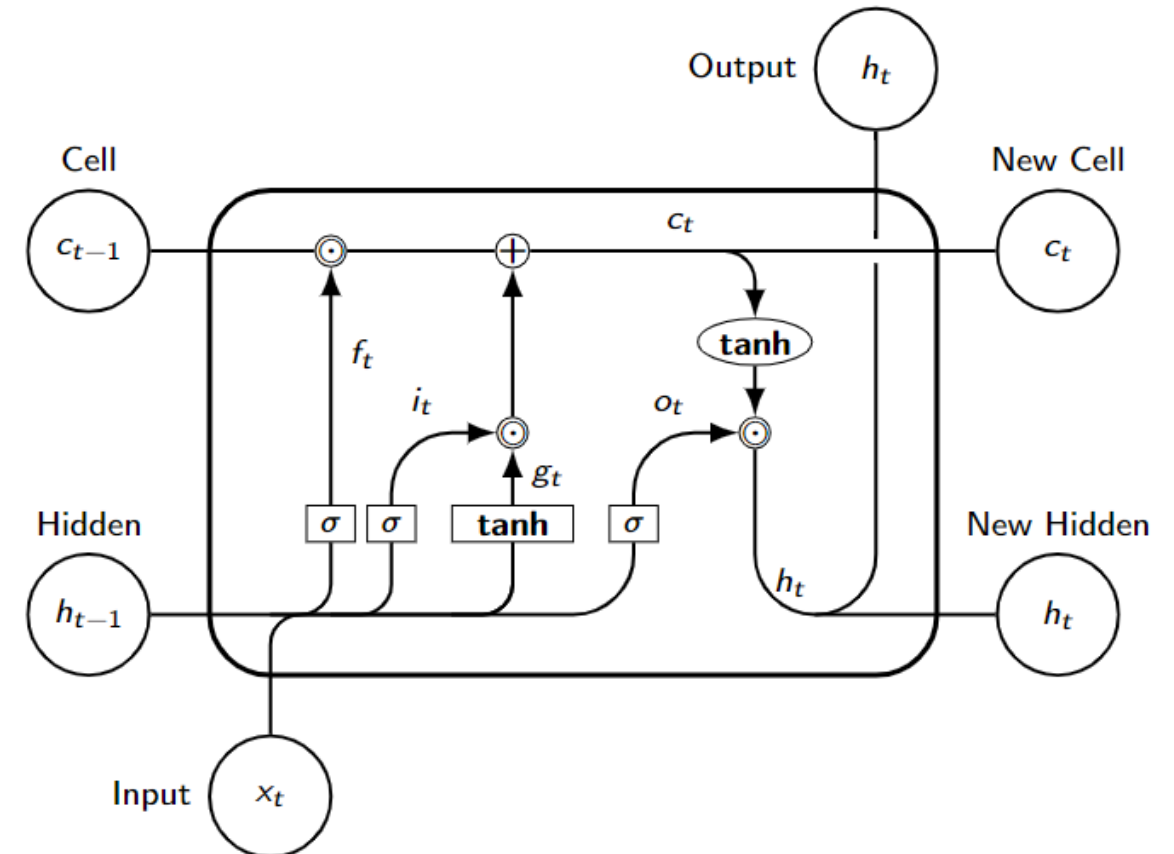 Output
h_t
Cell
New Cell
c_{t−1}
c_t
c_t
f_t
tanh
i_t
o_t
g_t
σ σ tanh σ
Hidden
New Hidden
h_{t−1}
h_t
h_t
Input
x_t